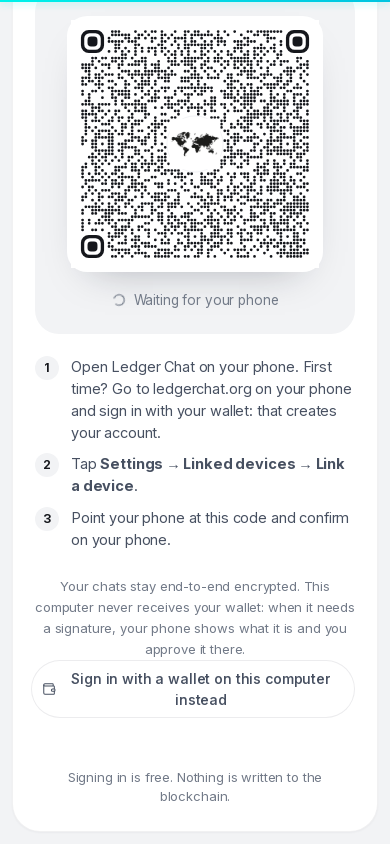 Waiting for your phone
1 Open Ledger Chat on your phone. First
time? Go to ledgerchat.org on your phone
and sign in with your wallet: that creates
your account.
2 Tap Settings → Linked devices → Link
a device.
3 Point your phone at this code and confirm
on your phone.
Your chats stay end-to-end encrypted. This
computer never receives your wallet: when it needs
a signature, your phone shows what it is and you
approve it there.
Sign in with a wallet on this computer
instead
Signing in is free. Nothing is written to the
blockchain.